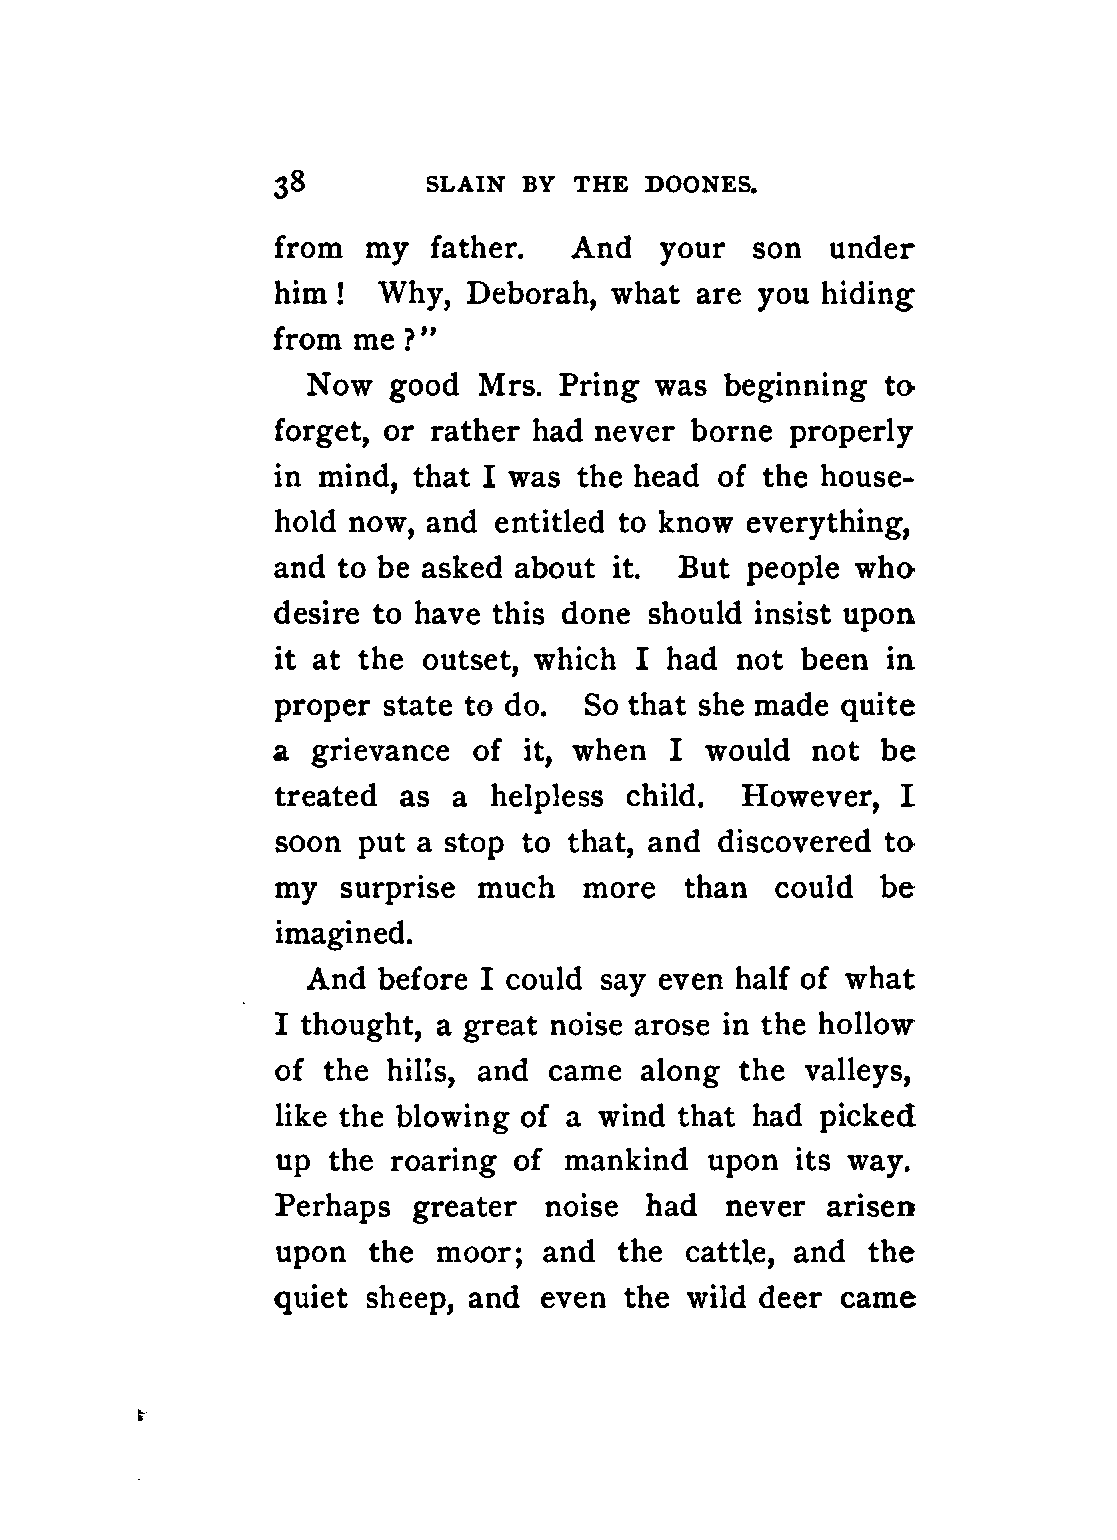 38 SLAIN BY THE DOONES.
from my father. And your son under
him ! Why, Deborah, what are you hiding
from me ?"
Now good Mrs. Pring was beginning to
forget, or rather had never borne properly
in mind, that I was the head of the house-
hold now, and entitled to know everything,
and to be asked about it. But people who
desire to have this done should insist upon
it at the outset, which I had not been in
proper state to do. So that she made quite
a grievance of it, when I would not be
treated as a helpless child. However, I
soon put a stop to that, and discovered to
my surprise much more than could be
imagined.
And before I could say even half of what
I thought, a great noise arose in the hollow
of the hills, and came along the valleys,
like the blowing of a wind that had picked
up the roaring of mankind upon its way.
Perhaps greater noise had never arisen
upon the moor; and the cattle, and the
quiet sheep, and even the wild deer came